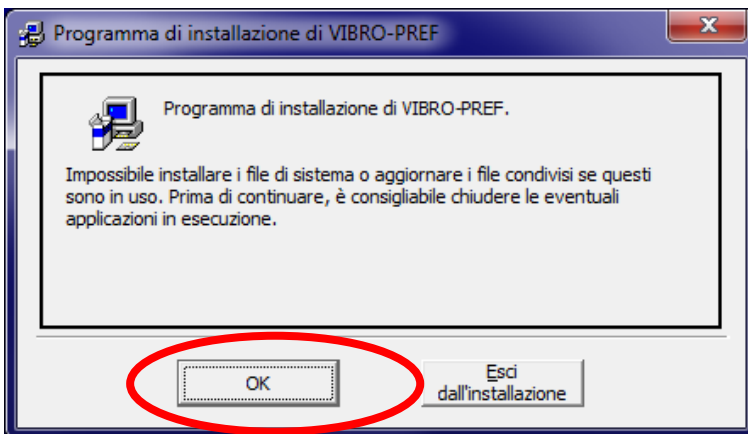 Programma di installazione di VIBRO-PREF
Programma di installazione di VIBRO-PREF.
Impossibile installare i file di sistema o aggiornare i file condivisi se questi
sono in uso. Prima di continuare, è consigliabile chiudere le eventuali
applicazioni in esecuzione.
OK
Esci
dall'installazione